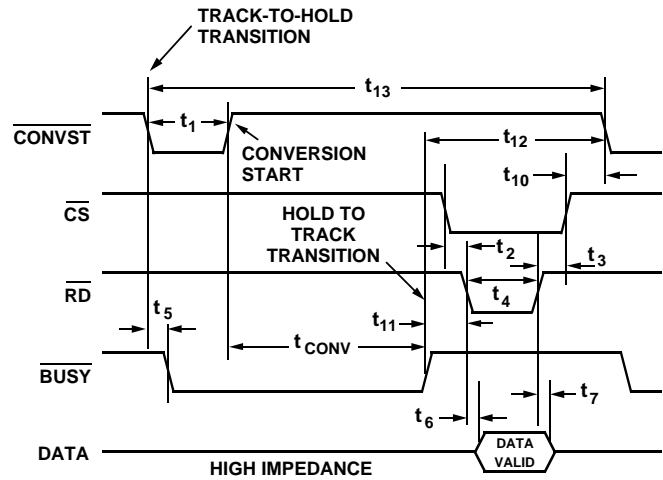 TRACK-TO-HOLD
TRANSITION
t13
CONVST
t1
t12
CONVERSION
START
t10
CS
HOLD TO
TRACK
TRANSITION
t2
t3
RD
t4
t5
t11
tCONV
BUSY
t6
t7
DATA
DATA
VALID
HIGH IMPEDANCE